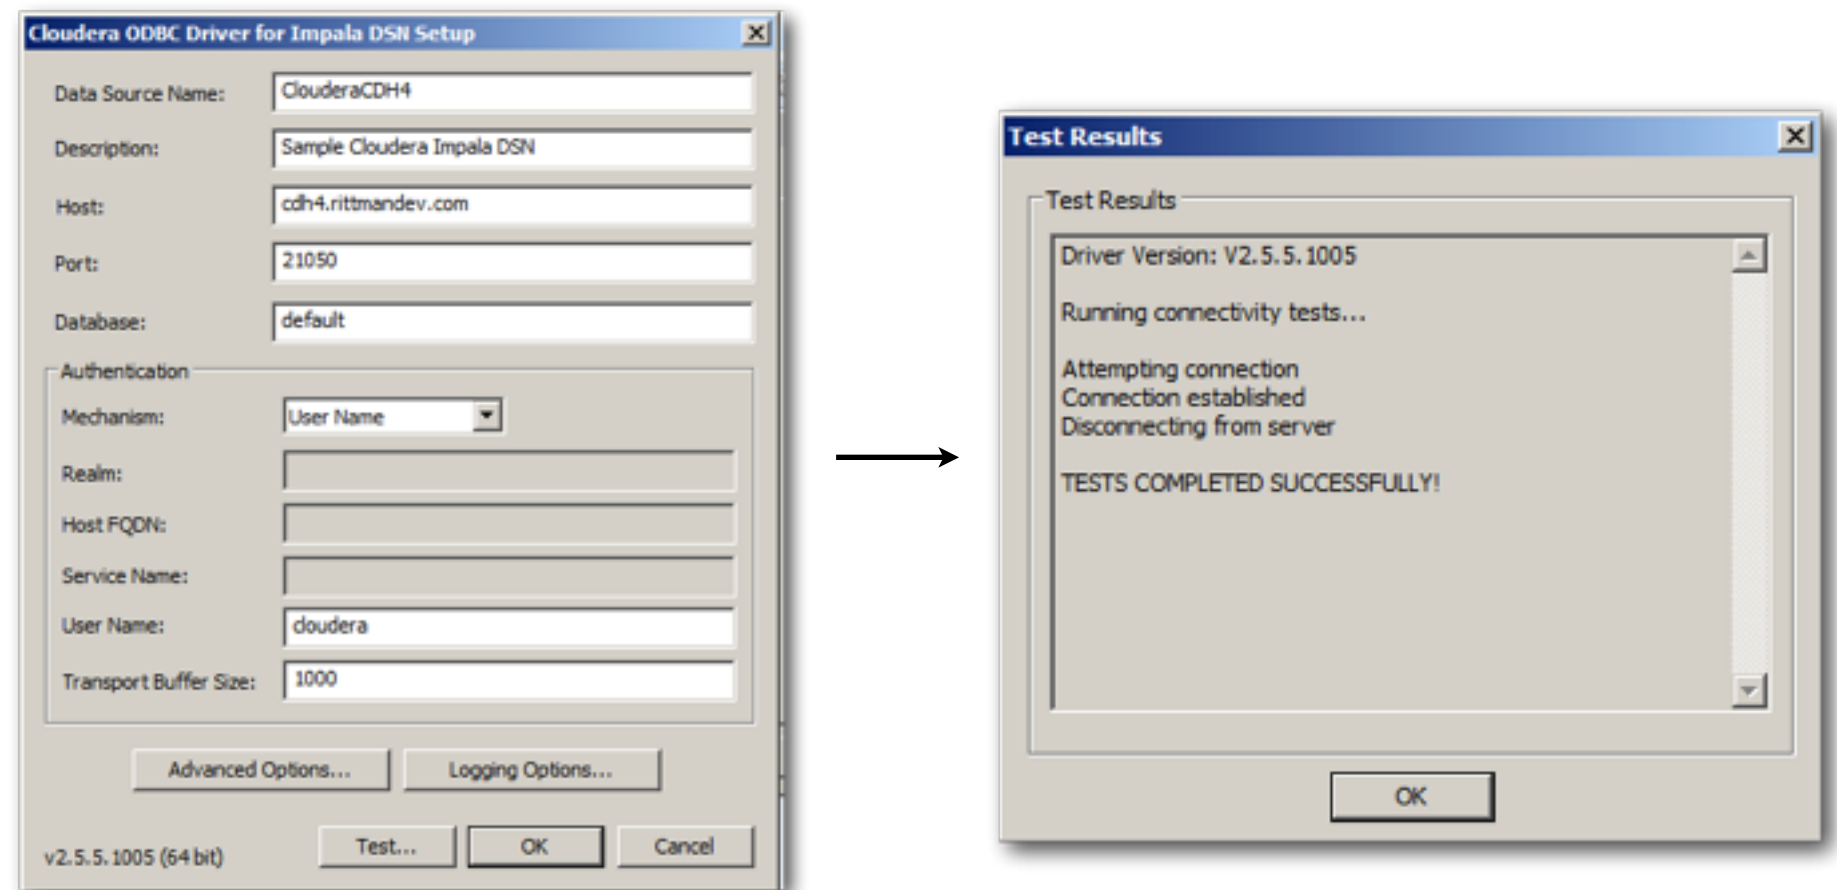 Cloudera ODBC Driver for Impala DSN Setup
Data Source Name: ClouderaCDH4
Description: Sample Cloudera Impala DSN
Host: cdh4.rittmandev.com
Port: 21050
Database: default
Authentication
Mechanism: User Name
Realm:
Host FQDN:
Service Name:
User Name: cloudera
Transport Buffer Size: 1000
Advanced Options... Logging Options...
v2.5.5.1005 (64 bit) Test... OK Cancel
Test Results
Test Results
Driver Version: V2.5.5.1005
Running connectivity tests...
Attempting connection
Connection established
Disconnecting from server
TESTS COMPLETED SUCCESSFULLY!
OK